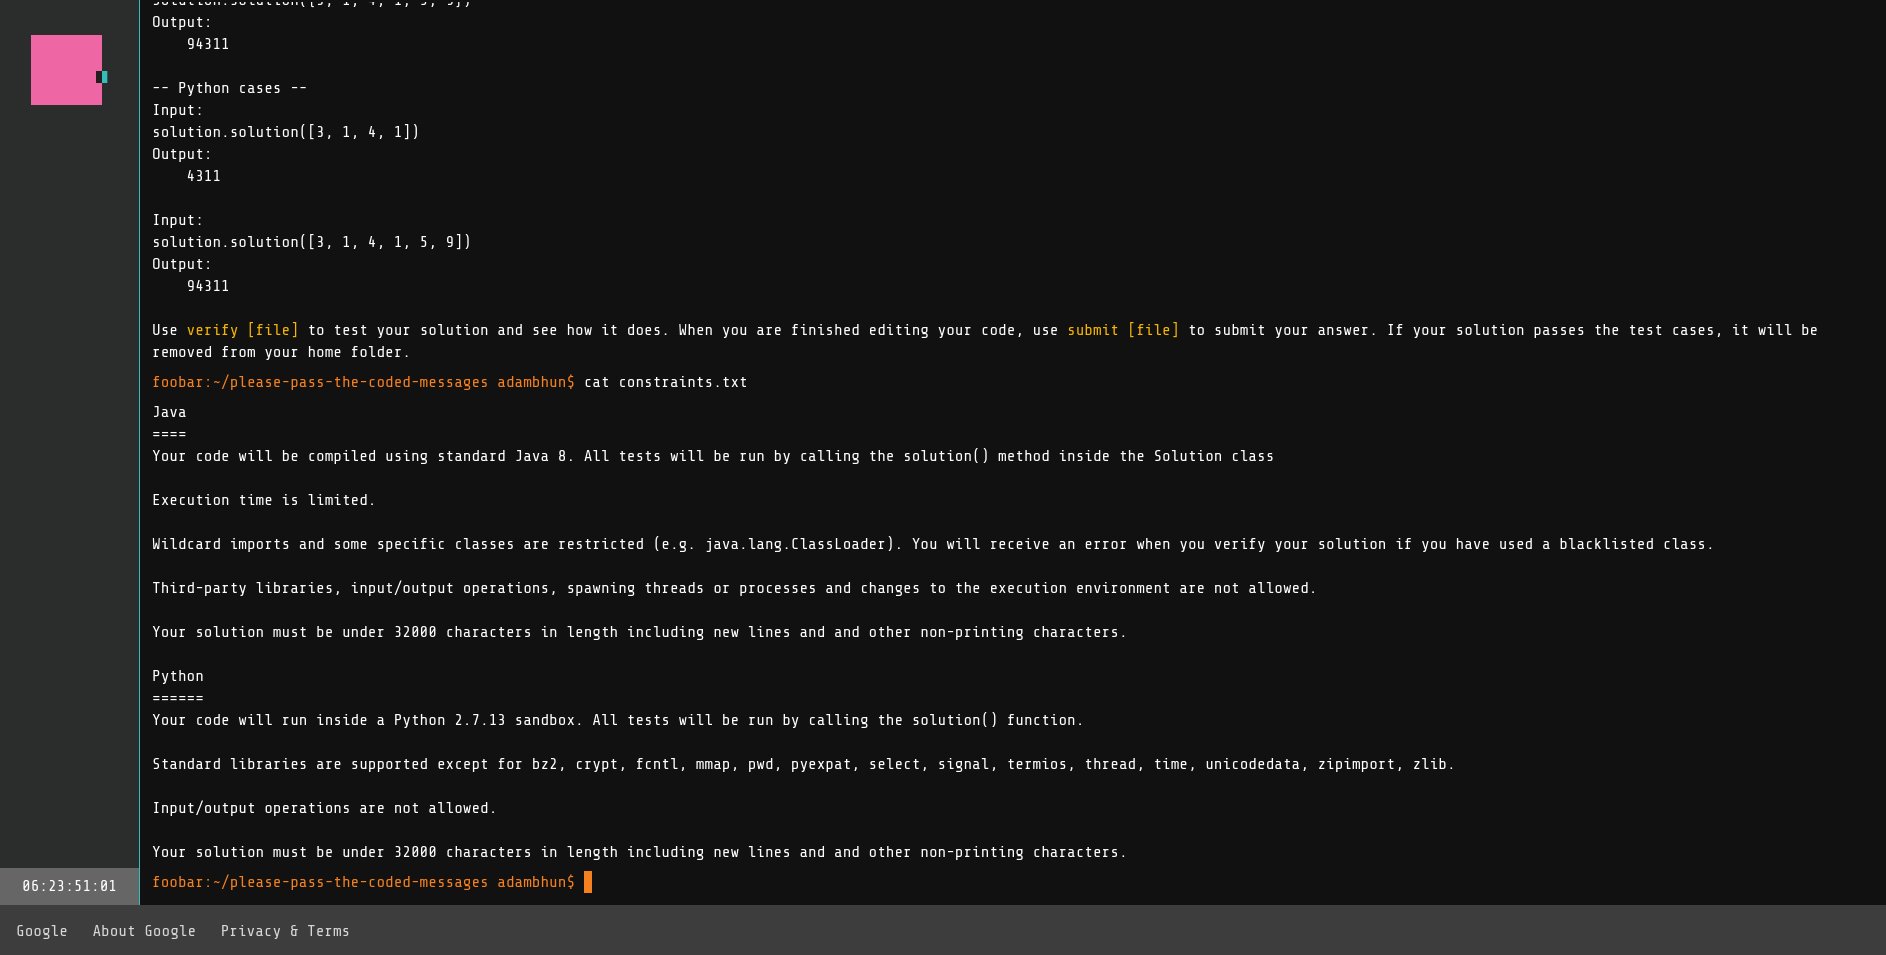 Output:
    94311

-- Python cases --
Input:
solution.solution([3, 1, 4, 1])
Output:
    4311

Input:
solution.solution([3, 1, 4, 1, 5, 9])
Output:
    94311

Use verify [file] to test your solution and see how it does. When you are finished editing your code, use submit [file] to submit your answer. If your solution passes the test cases, it will be
removed from your home folder.
foobar:~/please-pass-the-coded-messages adambhun$ cat constraints.txt
Java
====
Your code will be compiled using standard Java 8. All tests will be run by calling the solution() method inside the Solution class

Execution time is limited.

Wildcard imports and some specific classes are restricted (e.g. java.lang.ClassLoader). You will receive an error when you verify your solution if you have used a blacklisted class.

Third-party libraries, input/output operations, spawning threads or processes and changes to the execution environment are not allowed.

Your solution must be under 32000 characters in length including new lines and and other non-printing characters.

Python
======
Your code will run inside a Python 2.7.13 sandbox. All tests will be run by calling the solution() function.

Standard libraries are supported except for bz2, crypt, fcntl, mmap, pwd, pyexpat, select, signal, termios, thread, time, unicodedata, zipimport, zlib.

Input/output operations are not allowed.

Your solution must be under 32000 characters in length including new lines and and other non-printing characters.
foobar:~/please-pass-the-coded-messages adambhun$
06:23:51:01
Google About Google Privacy & Terms